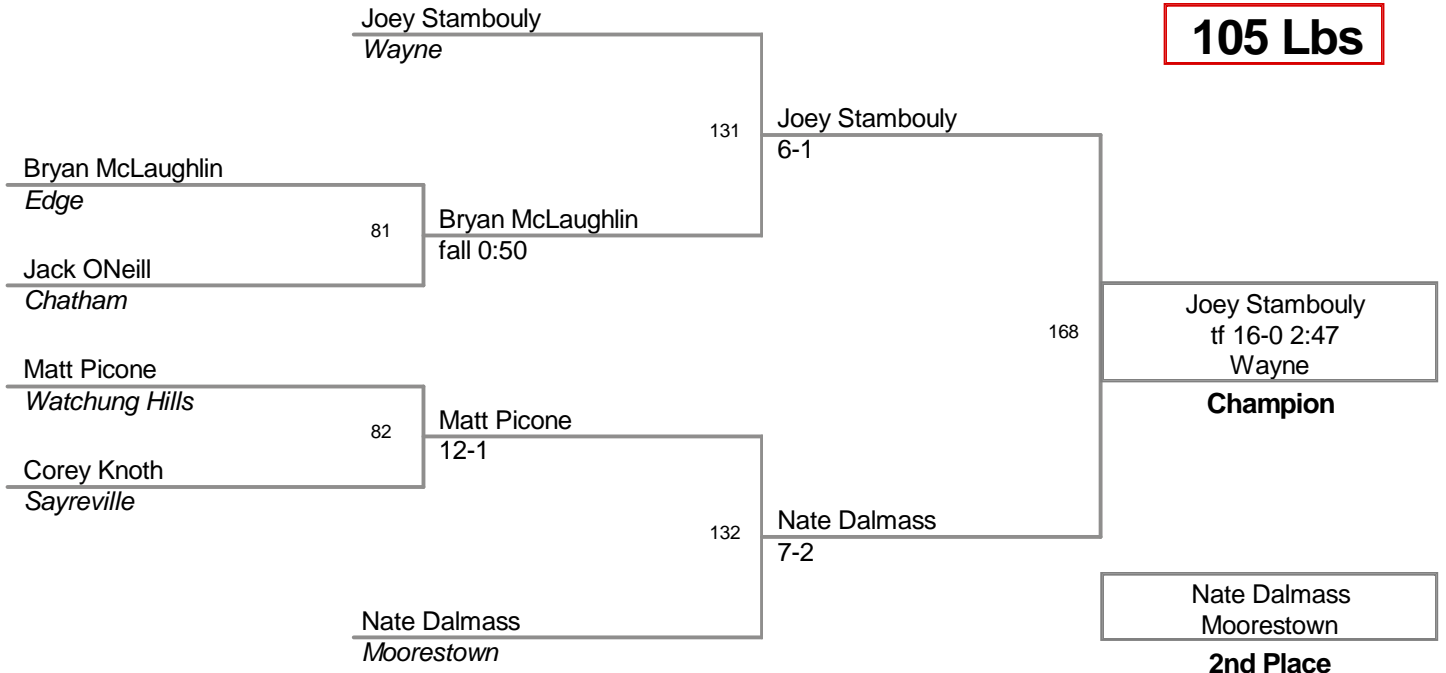 Joey Stambouly
Wayne
105 Lbs
131
Joey Stambouly
6-1
Bryan McLaughlin
Edge
81
Bryan McLaughlin
fall 0:50
Jack ONeill
Chatham
168
Joey Stambouly
tf 16-0 2:47
Wayne
Champion
Matt Picone
Watchung Hills
82
Matt Picone
12-1
Corey Knoth
Sayreville
132
Nate Dalmass
7-2
Nate Dalmass
Moorestown
Nate Dalmass
Moorestown
2nd Place